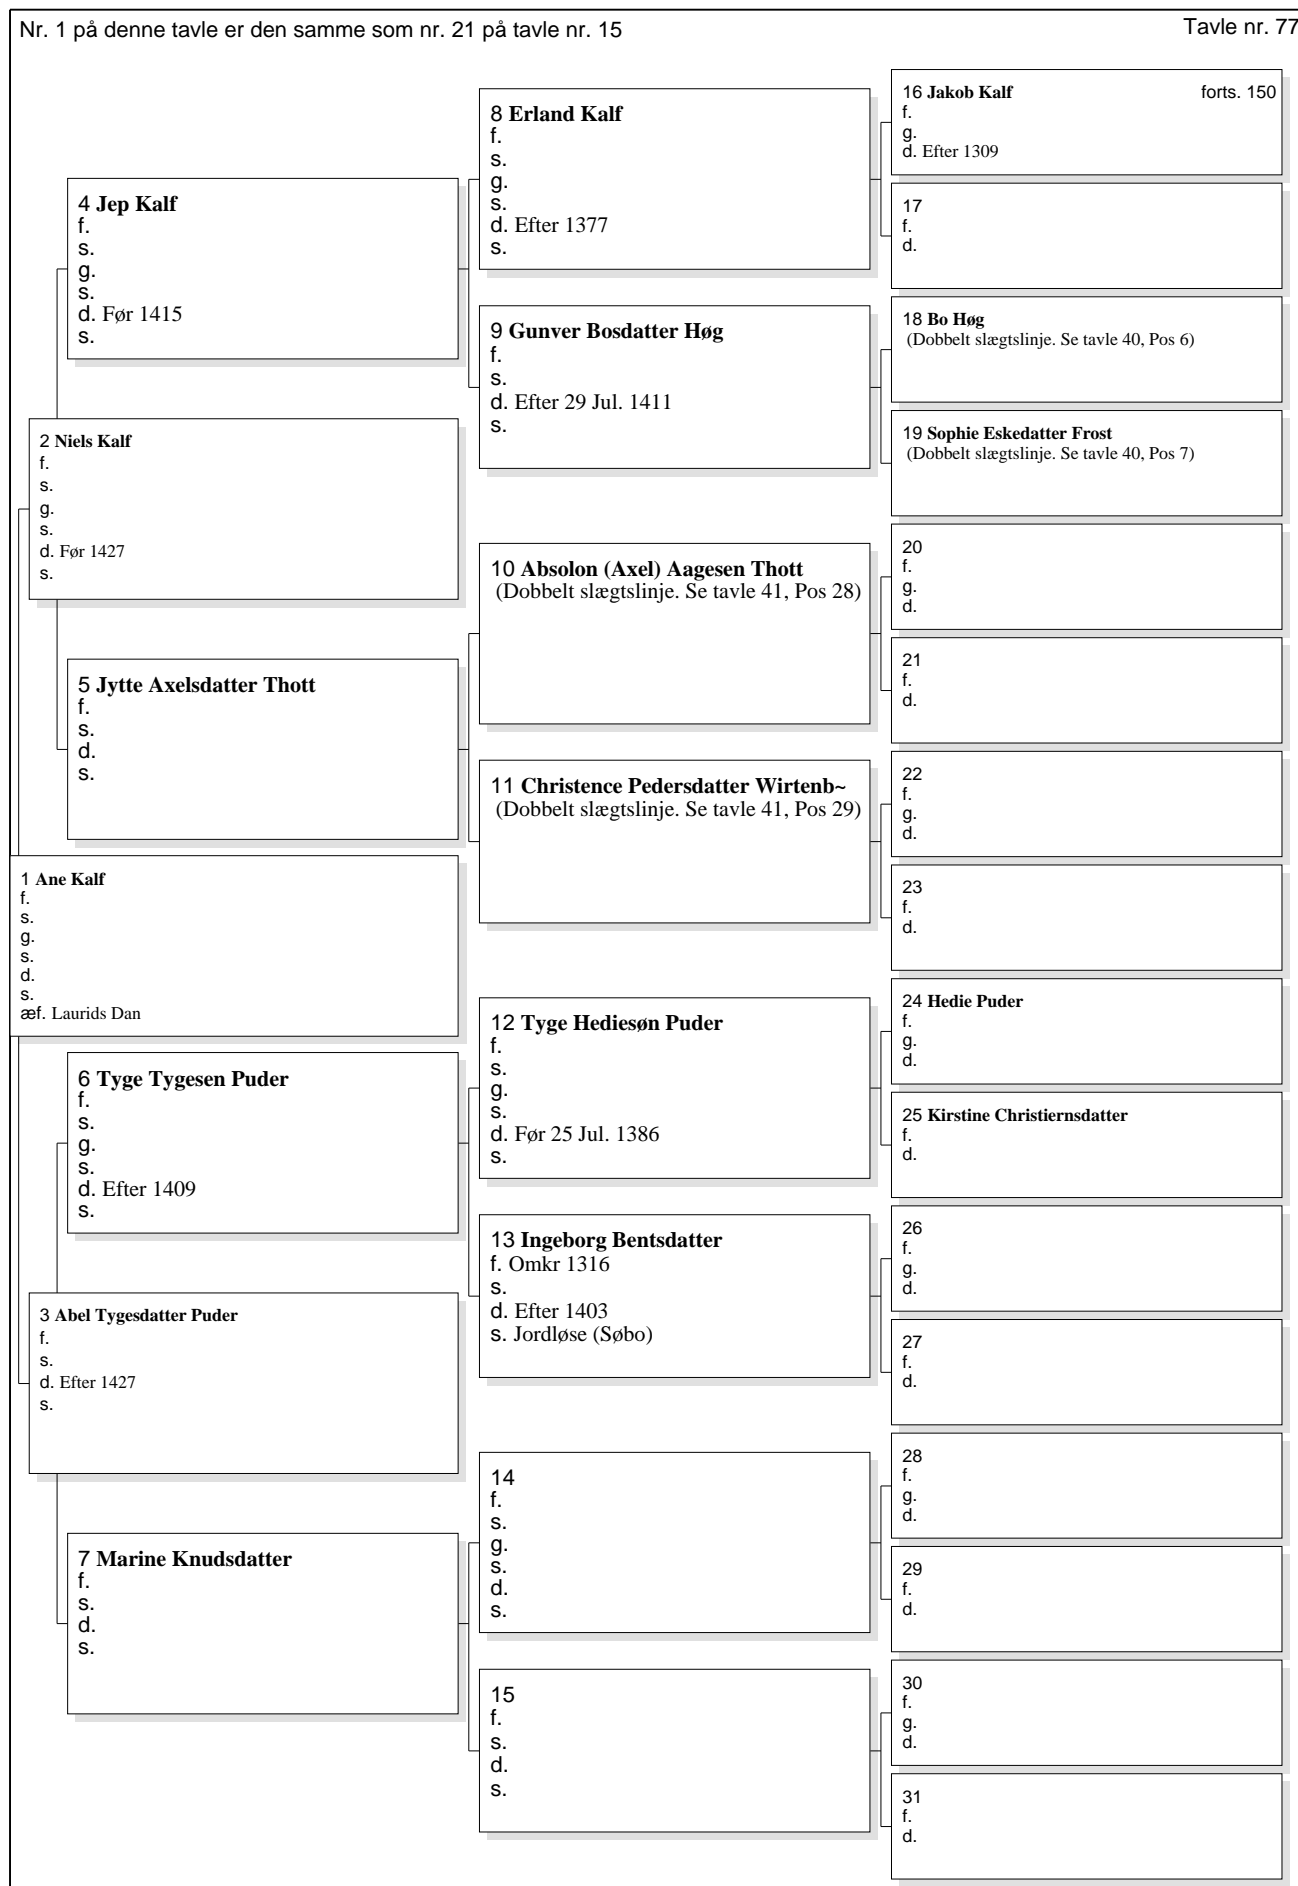 Nr. 1 på denne tavle er den samme som nr. 21 på tavle nr. 15
Tavle nr. 77
1 Ane Kalf
f.
s.
g.
s.
d.
s.
æf. Laurids Dan
2 Niels Kalf
f.
s.
g.
s.
d. Før 1427
s.
3 Abel Tygesdatter Puder
f.
s.
d. Efter 1427
s.
4 Jep Kalf
f.
s.
g.
s.
d. Før 1415
s.
5 Jytte Axelsdatter Thott
f.
s.
d.
s.
6 Tyge Tygesen Puder
f.
s.
g.
s.
d. Efter 1409
s.
7 Marine Knudsdatter
f.
s.
d.
s.
8 Erland Kalf
f.
s.
g.
s.
d. Efter 1377
s.
9 Gunver Bosdatter Høg
f.
s.
d. Efter 29 Jul. 1411
s.
10 Absolon (Axel) Aagesen Thott
(Dobbelt slægtslinje. Se tavle 41, Pos 28)
11 Christence Pedersdatter Wirtenb~
(Dobbelt slægtslinje. Se tavle 41, Pos 29)
12 Tyge Hediesøn Puder
f.
s.
g.
s.
d. Før 25 Jul. 1386
s.
13 Ingeborg Bentsdatter
f. Omkr 1316
s.
d. Efter 1403
s. Jordløse (Søbo)
14
f.
s.
g.
s.
d.
s.
15
f.
s.
d.
s.
16 Jakob Kalf forts. 150
f.
g.
d. Efter 1309
17
f.
d.
18 Bo Høg
(Dobbelt slægtslinje. Se tavle 40, Pos 6)
19 Sophie Eskedatter Frost
(Dobbelt slægtslinje. Se tavle 40, Pos 7)
20
f.
g.
d.
21
f.
d.
22
f.
g.
d.
23
f.
d.
24 Hedie Puder
f.
g.
d.
25 Kirstine Christiernsdatter
f.
d.
26
f.
g.
d.
27
f.
d.
28
f.
g.
d.
29
f.
d.
30
f.
g.
d.
31
f.
d.